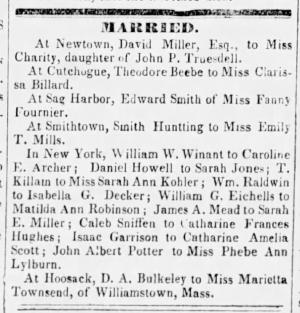 MARRIED.
At Newtown, David Miller, Esq., to Miss
Charity, daughter of John P. Truesdell.
At Cutchogue, Theodore Beebe to Miss Claris-
sa Billard.
At Sag Harbor, Edward Smith of Miss Fanny
Fournier.
At Smithtown, Smith Huntting to Miss Emily
T. Mills.
In New York, William W. Winant to Caroline
E. Archer; Daniel Howell to Sarah Jones; T.
Killam to Miss Sarah Ann Kohler; Wm. Raldwin
to Isabella G. Decker; William G. Eichells to
Matilda Ann Robinson; James A. Mead to Sarah
E. Miller; Caleb Sniffen to Catharine Frances
Hughes; Isaac Garrison to Catharine Amelia
Scott; John Albert Potter to Miss Phebe Ann
Lylburn.
At Hoosack, D. A. Bulkeley to Miss Marietta
Townsend, of Williamstown, Mass.